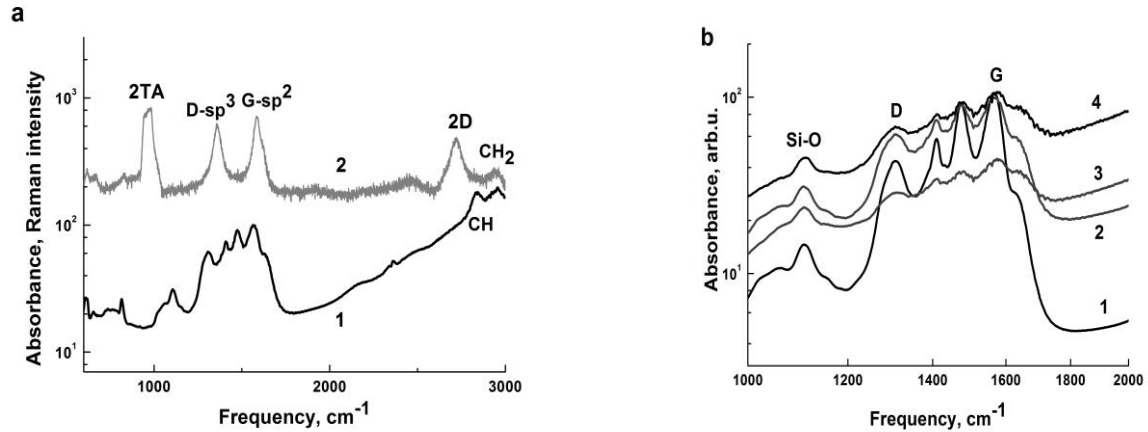 a
Absorbance, Raman intensity
10³
10²
10¹
2TA
D-sp³
G-sp²
2D
CH₂
2
CH
1
1000
2000
3000
Frequency, cm⁻¹
b
Absorbance, arb.u.
10²
10¹
Si-O
D
G
4
3
2
1
1000
1200
1400
1600
1800
2000
Frequency, cm⁻¹